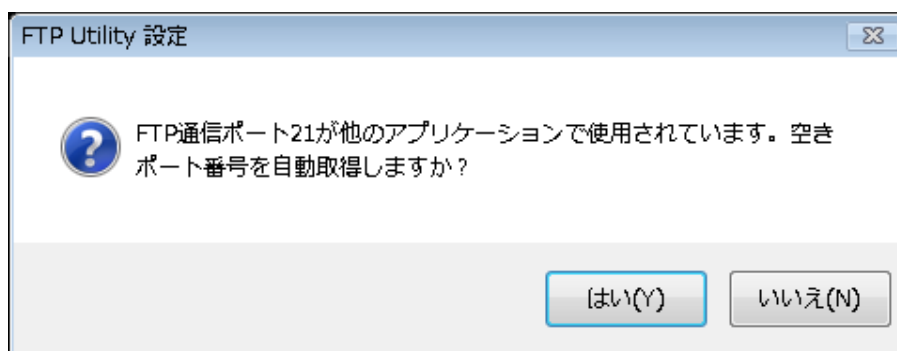 FTP Utility 設定
FTP通信ポート21が他のアプリケーションで使用されています。空き
ポート番号を自動取得しますか？
はい(Y)
いいえ(N)